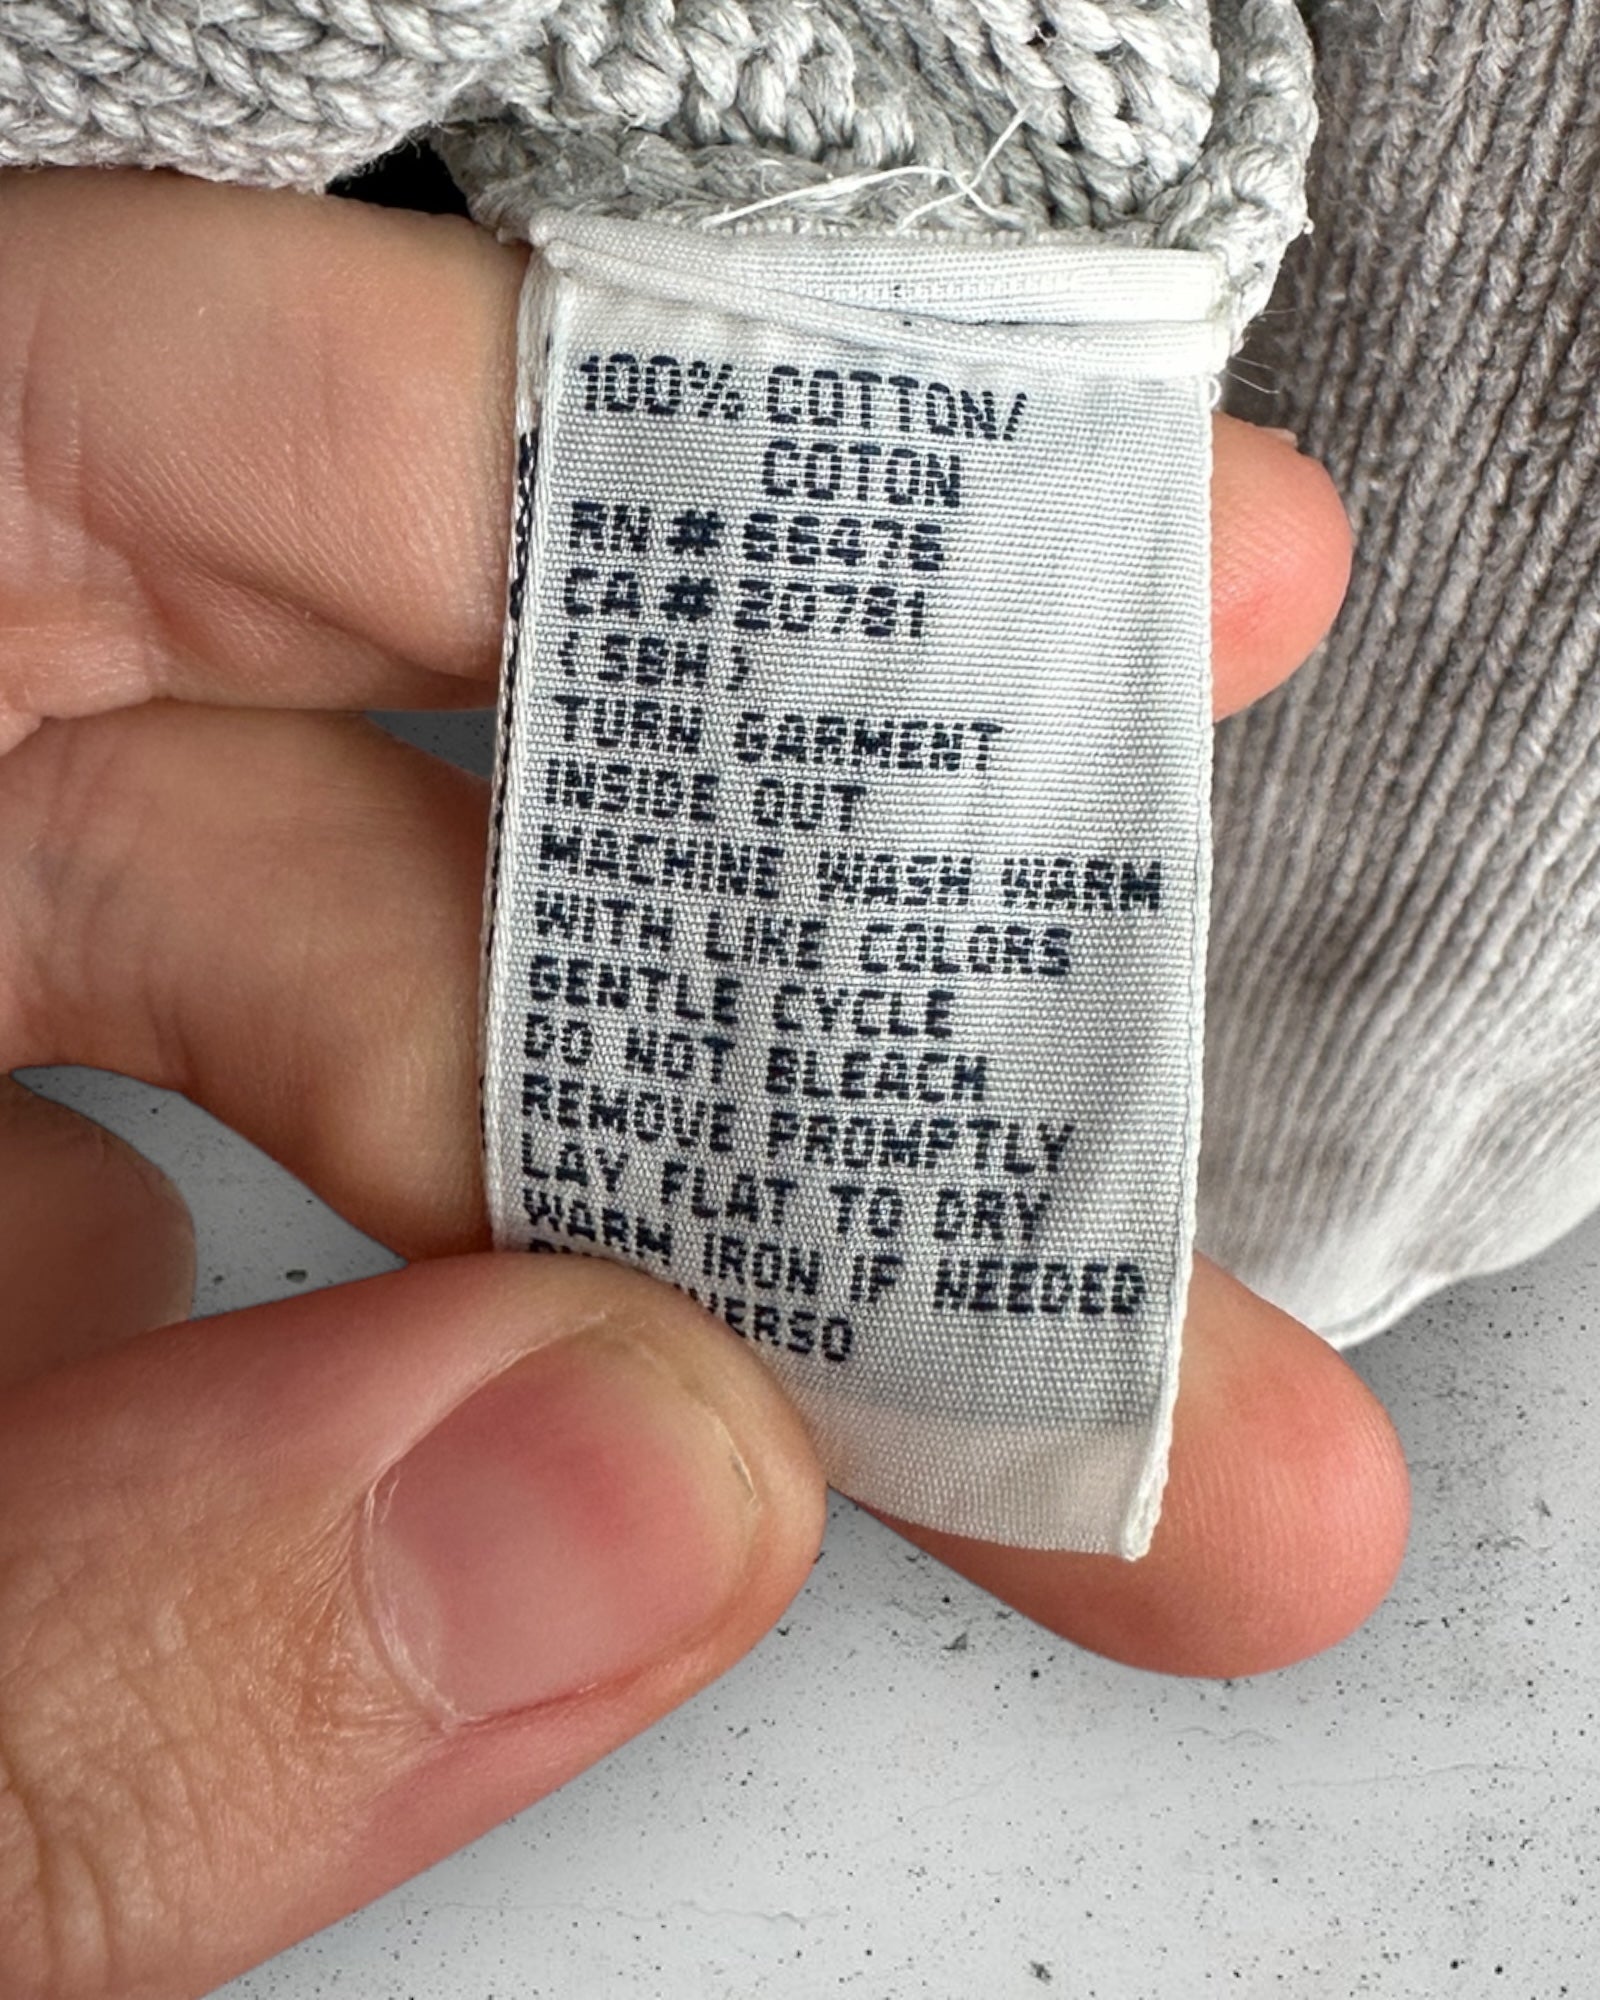 100% COTTON/
COTON
RN # 66476
CA # 20781
(SBH)
TURN GARMENT
INSIDE OUT
MACHINE WASH WARM
WITH LIKE COLORS
GENTLE CYCLE
DO NOT BLEACH
REMOVE PROMPTLY
LAY FLAT TO DRY
WARM IRON IF NEEDED